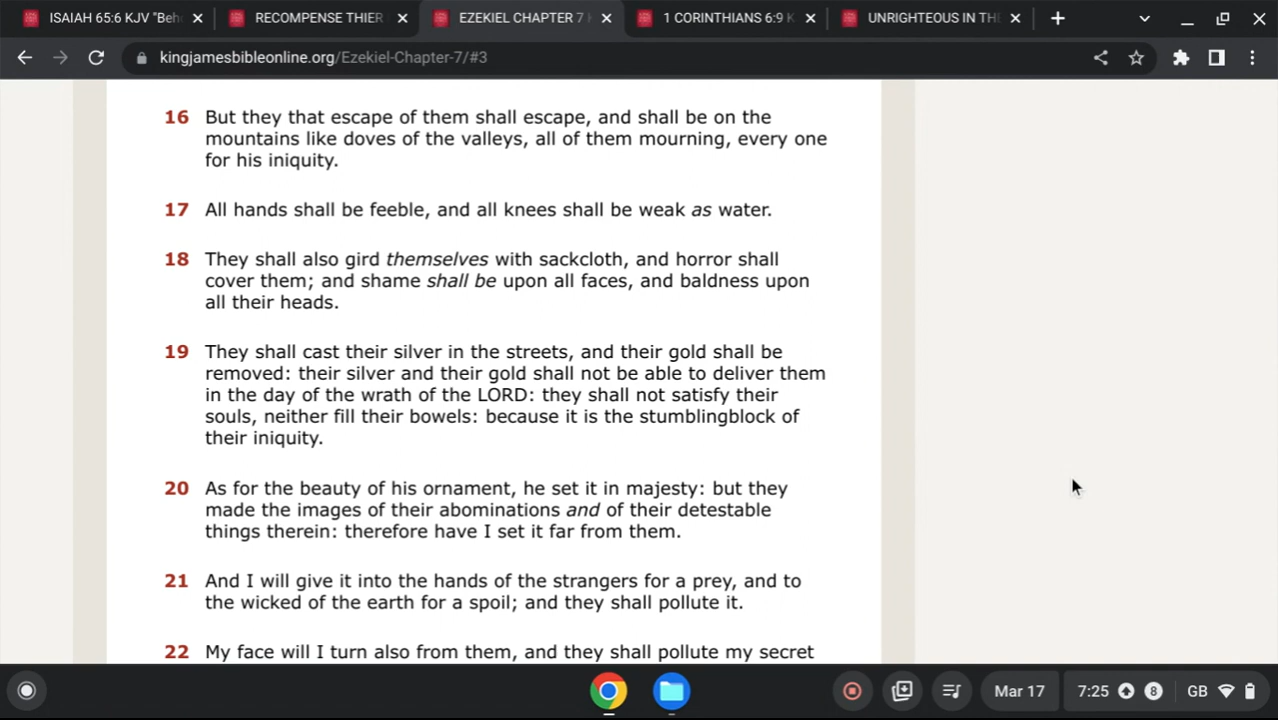 ISAIAH 65:6 KJV "Beh
RECOMPENSE THIER
EZEKIEL CHAPTER 7
1 CORINTHIANS 6:9 K
UNRIGHTEOUS IN THE
kingjamesbibleonline.org/Ezekiel-Chapter-7/#3
16 But they that escape of them shall escape, and shall be on the
mountains like doves of the valleys, all of them mourning, every one
for his iniquity.
17 All hands shall be feeble, and all knees shall be weak as water.
18 They shall also gird themselves with sackcloth, and horror shall
cover them; and shame shall be upon all faces, and baldness upon
all their heads.
19 They shall cast their silver in the streets, and their gold shall be
removed: their silver and their gold shall not be able to deliver them
in the day of the wrath of the LORD: they shall not satisfy their
souls, neither fill their bowels: because it is the stumblingblock of
their iniquity.
20 As for the beauty of his ornament, he set it in majesty: but they
made the images of their abominations and of their detestable
things therein: therefore have I set it far from them.
21 And I will give it into the hands of the strangers for a prey, and to
the wicked of the earth for a spoil; and they shall pollute it.
22 My face will I turn also from them, and they shall pollute my secret
Mar 17
7:25
8
GB